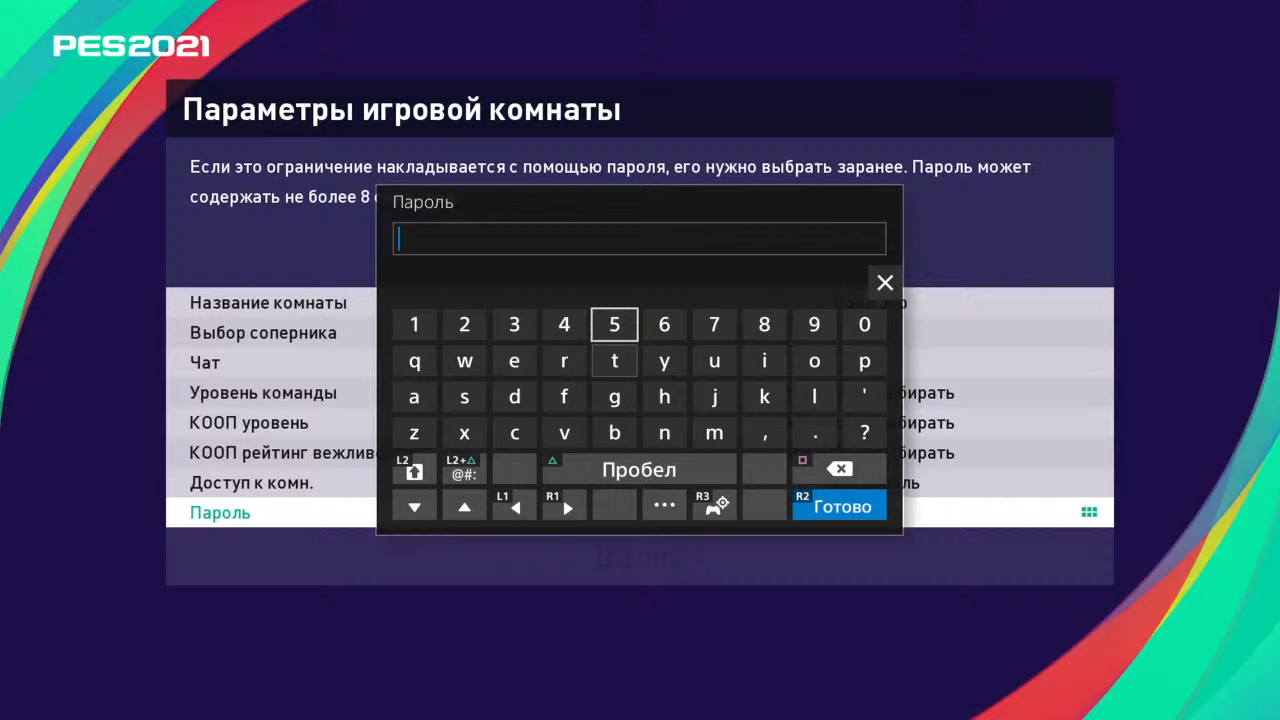 PES2021
Параметры игровой комнаты
Если это ограничение накладывается с помощью пароля, его нужно выбрать заранее. Пароль может
содержать не более 8
Пароль
Название комнаты
Выбор соперника
Чат
Уровень команды
КООП уровень
КООП рейтинг
Доступ к комн.
Пароль
1 2 3 4 5 6 7 8 9 0
q w e r t y u i o p
a s d f g h j k l '
z x c v b n m , . ?
L2 L2+△ @#: △ Пробел
L1 R1 ... R3 R2 Готово